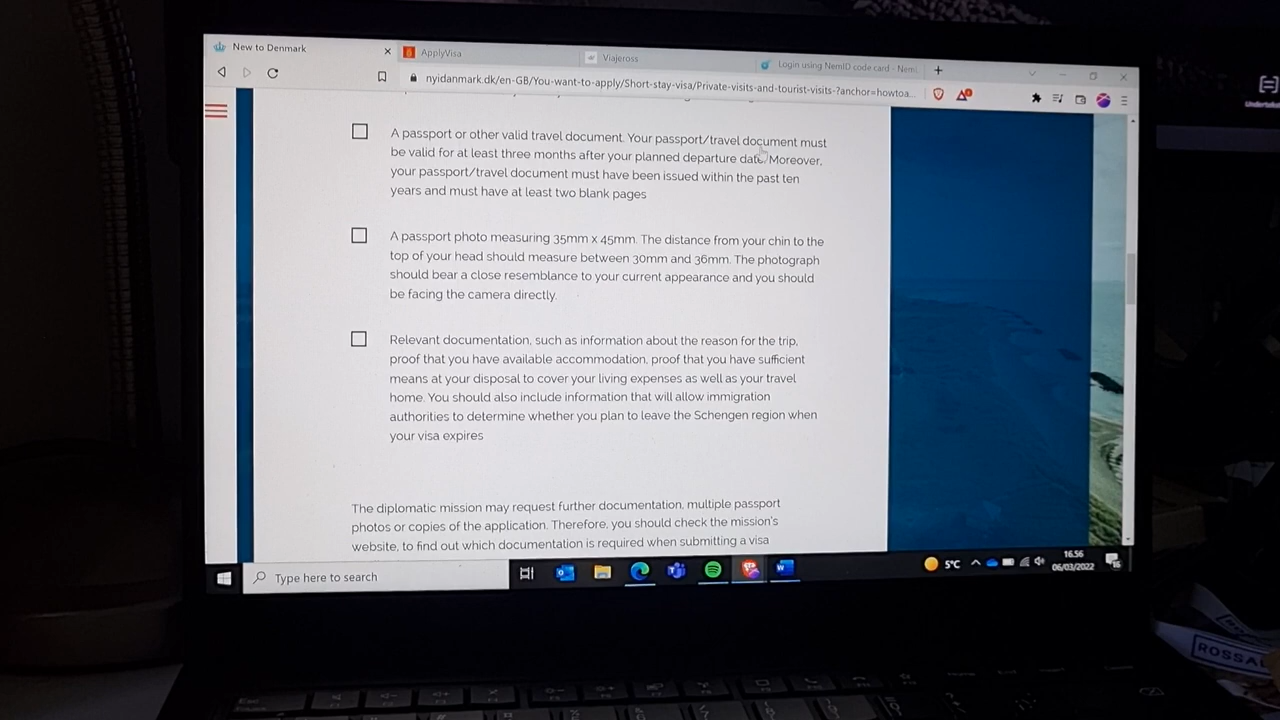 New to Denmark
ApplyVisa
Viajeross
Login using NemID code card - NemI
nyidanmark.dk/en-GB/You-want-to-apply/Short-stay-visa/Private-visits-and-tourist-visits-?anchor=howtoa...
A passport or other valid travel document. Your passport/travel document must
be valid for at least three months after your planned departure date. Moreover,
your passport/travel document must have been issued within the past ten
years and must have at least two blank pages
A passport photo measuring 35mm x 45mm. The distance from your chin to the
top of your head should measure between 30mm and 36mm. The photograph
should bear a close resemblance to your current appearance and you should
be facing the camera directly.
Relevant documentation, such as information about the reason for the trip,
proof that you have available accommodation, proof that you have sufficient
means at your disposal to cover your living expenses as well as your travel
home. You should also include information that will allow immigration
authorities to determine whether you plan to leave the Schengen region when
your visa expires
The diplomatic mission may request further documentation, multiple passport
photos or copies of the application. Therefore, you should check the mission's
website, to find out which documentation is required when submitting a visa
Type here to search
5°C
16.56
06/03/2022
ROSSA